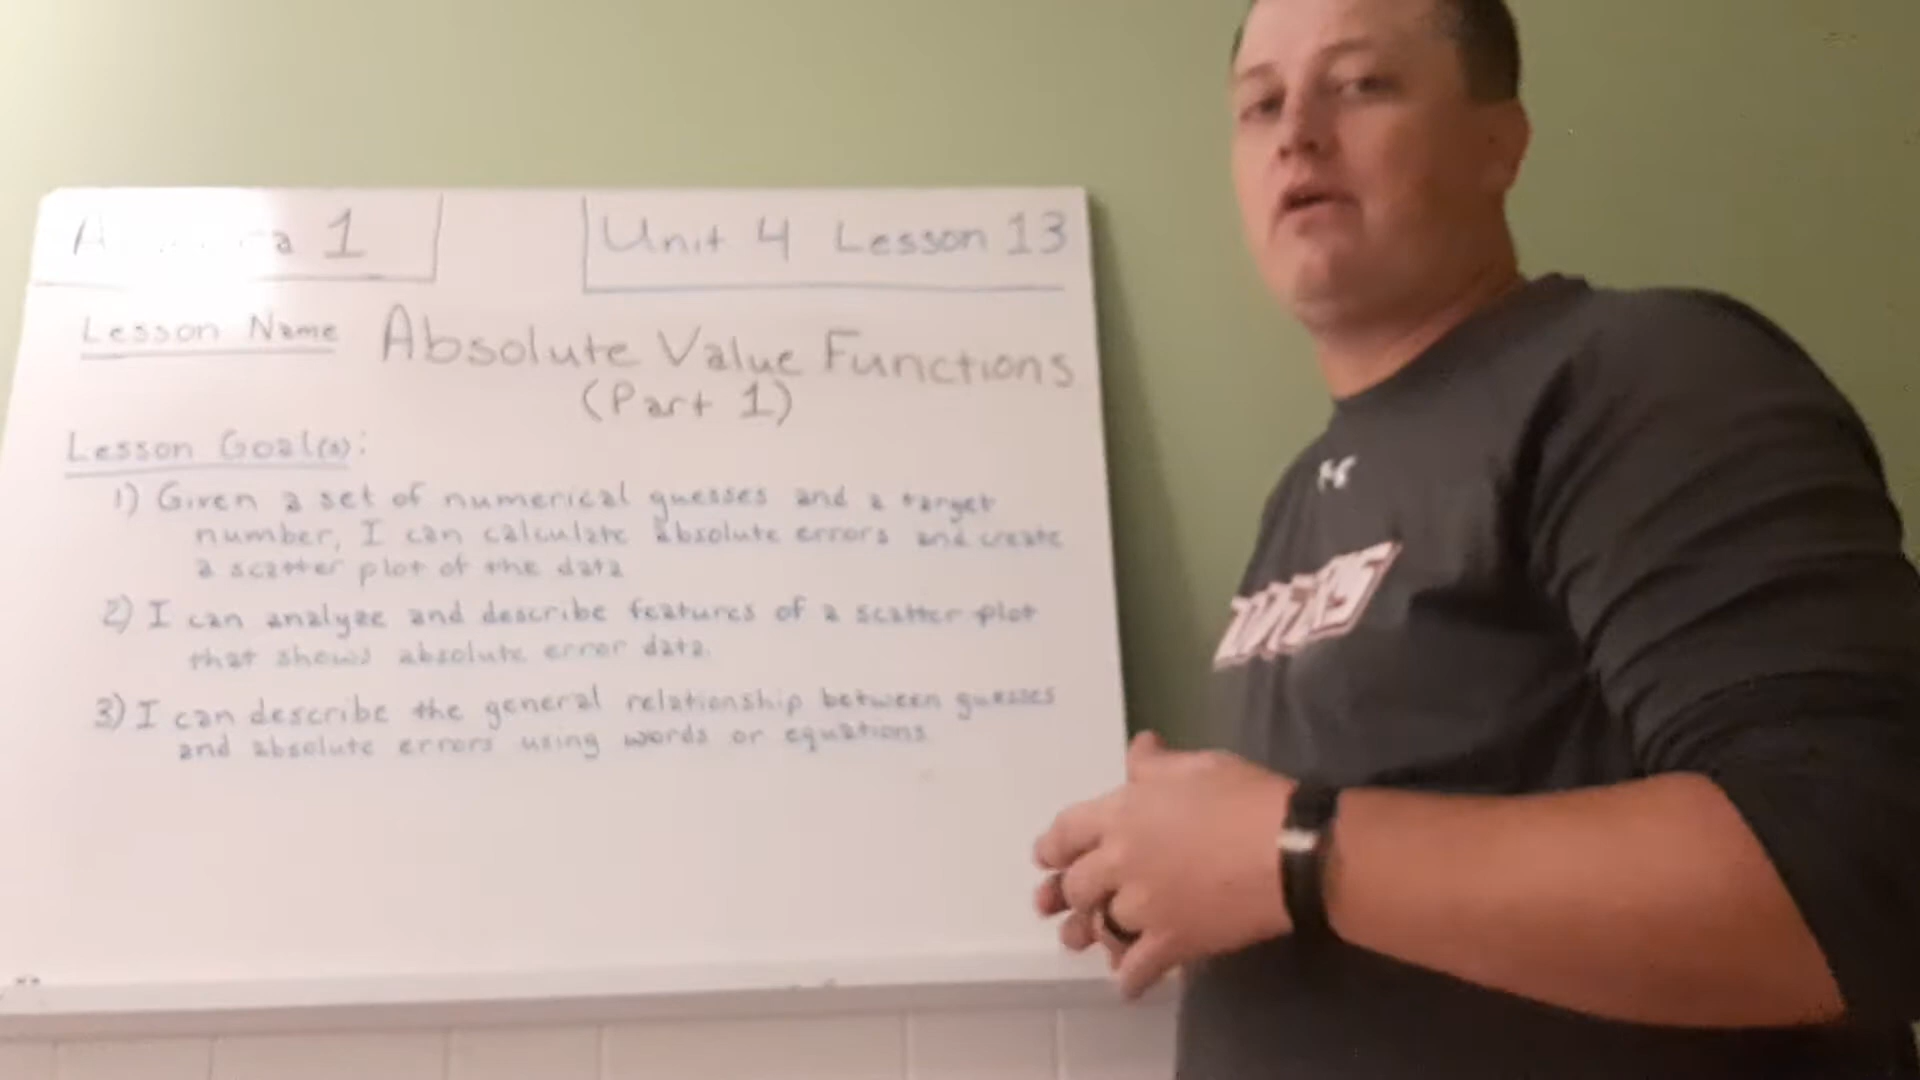 A a 1
Unit 4 Lesson 13
Lesson Name Absolute Value Functions
(Part 1)
Lesson Goal(s):
1) Given a set of numerical guesses and a target
number, I can calculate absolute errors and create
a scatter plot of the data
2) I can analyze and describe features of a scatter plot
that shows absolute error data.
3) I can describe the general relationship between guesses
and absolute errors using words or equations